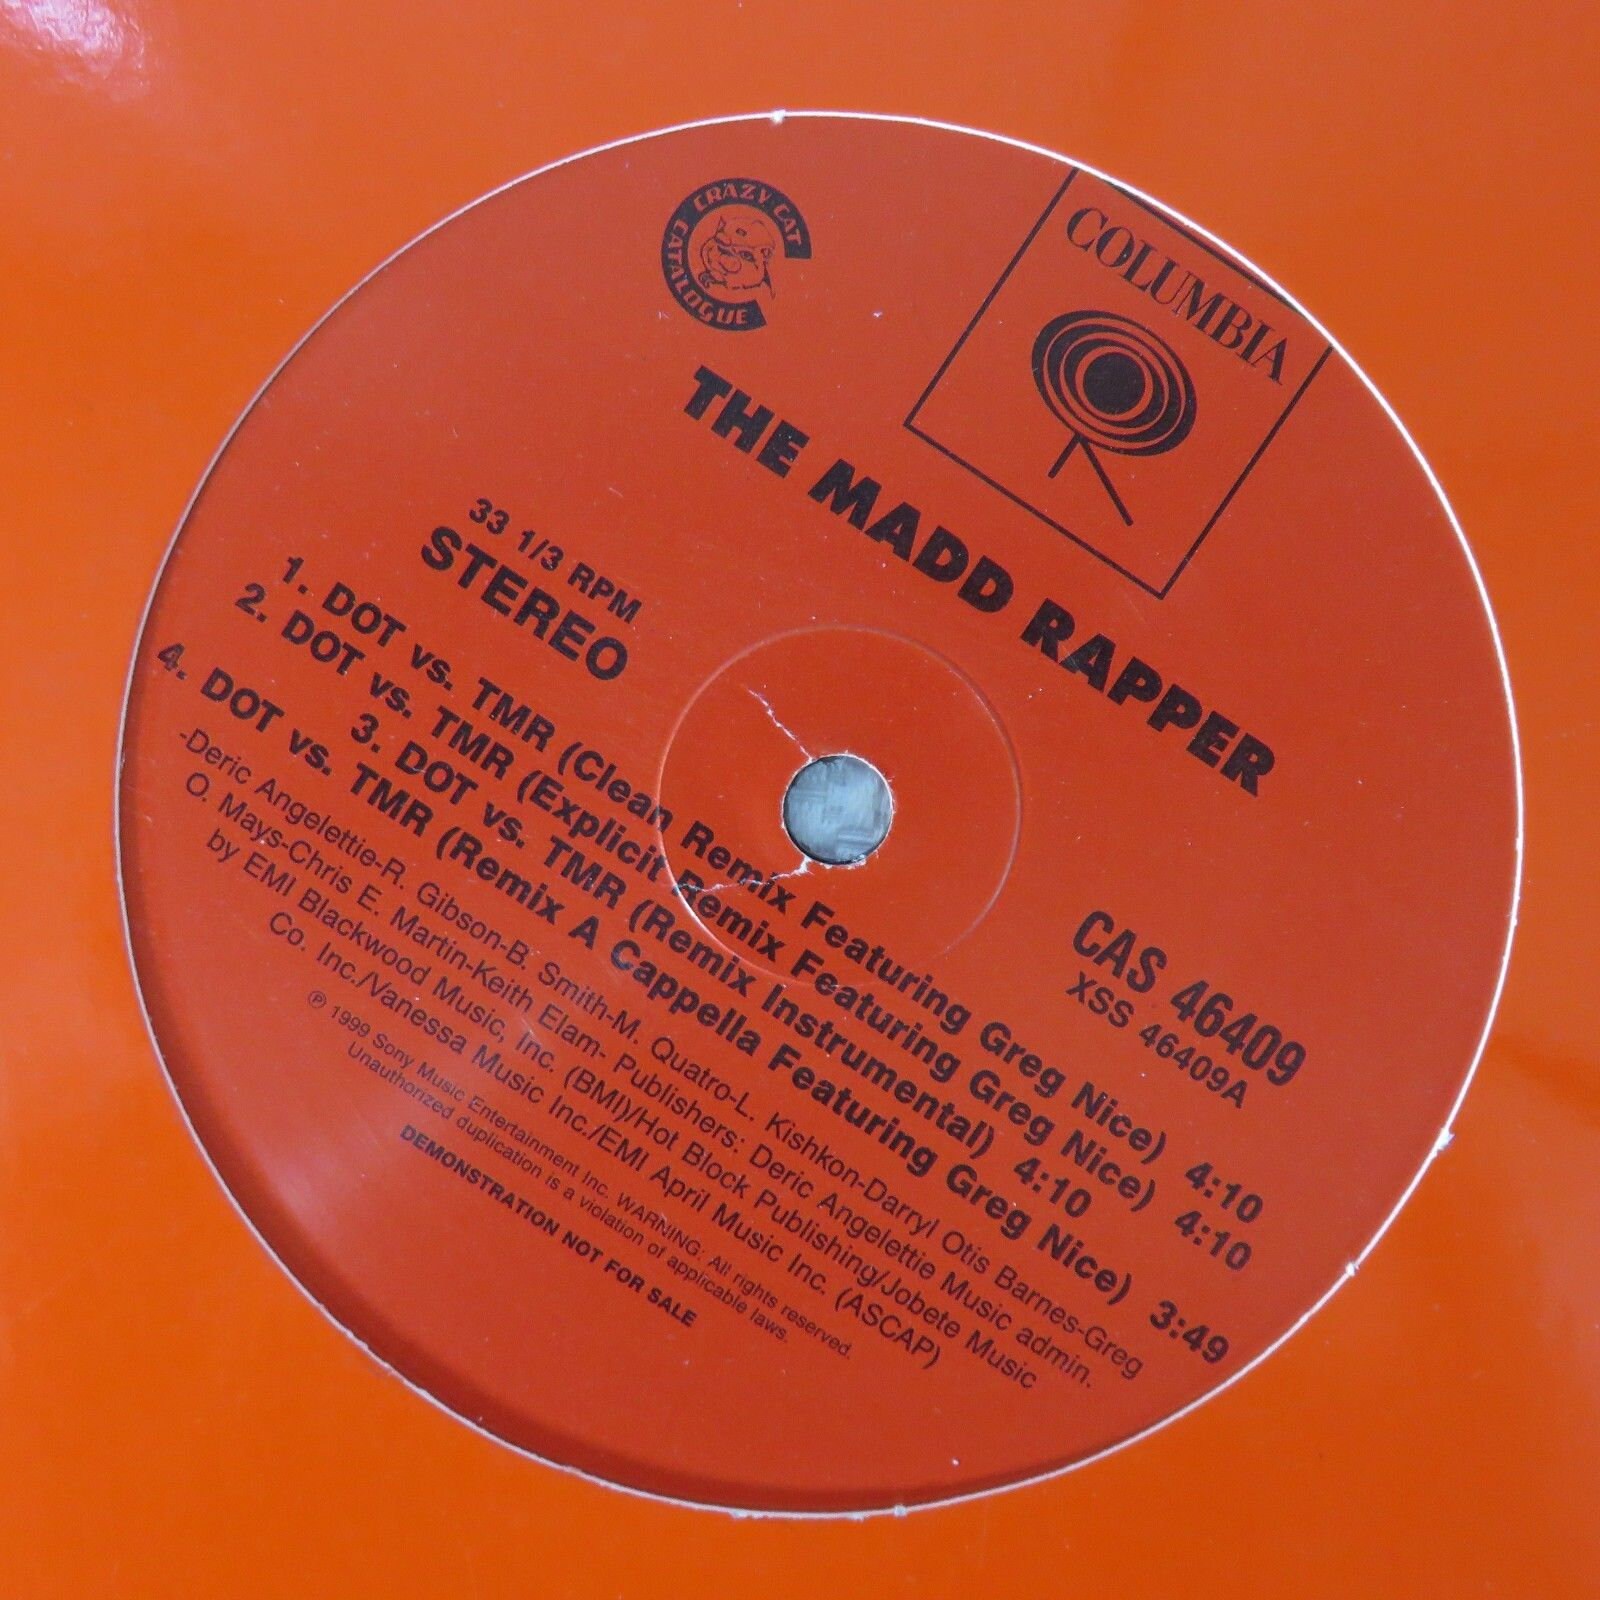 CRAZY CAT
CATALOGUE
COLUMBIA
THE MADD RAPPER
33 1/3 RPM
STEREO
CAS 46409
XSS 46409A
1. DOT vs. TMR (Clean Remix Featuring Greg Nice) 4:10
2. DOT vs. TMR (Explicit Remix Featuring Greg Nice) 4:10
3. DOT vs. TMR (Remix Instrumental) 4:10
4. DOT vs. TMR (Remix A Cappella Featuring Greg Nice) 3:49
-Deric Angelettie-R. Gibson-B. Smith-M. Quatro-L. Kishkon-Darryl Otis Barnes-Greg
O. Mays-Chris E. Martin-Keith Elam- Publishers: Deric Angelettie Music admin.
by EMI Blackwood Music, Inc. (BMI)/Hot Block Publishing/Jobete Music
Co. Inc./Vanessa Music Inc./EMI April Music Inc. (ASCAP)
℗ 1999 Sony Music Entertainment Inc. WARNING: All rights reserved.
Unauthorized duplication is a violation of applicable laws.
DEMONSTRATION NOT FOR SALE